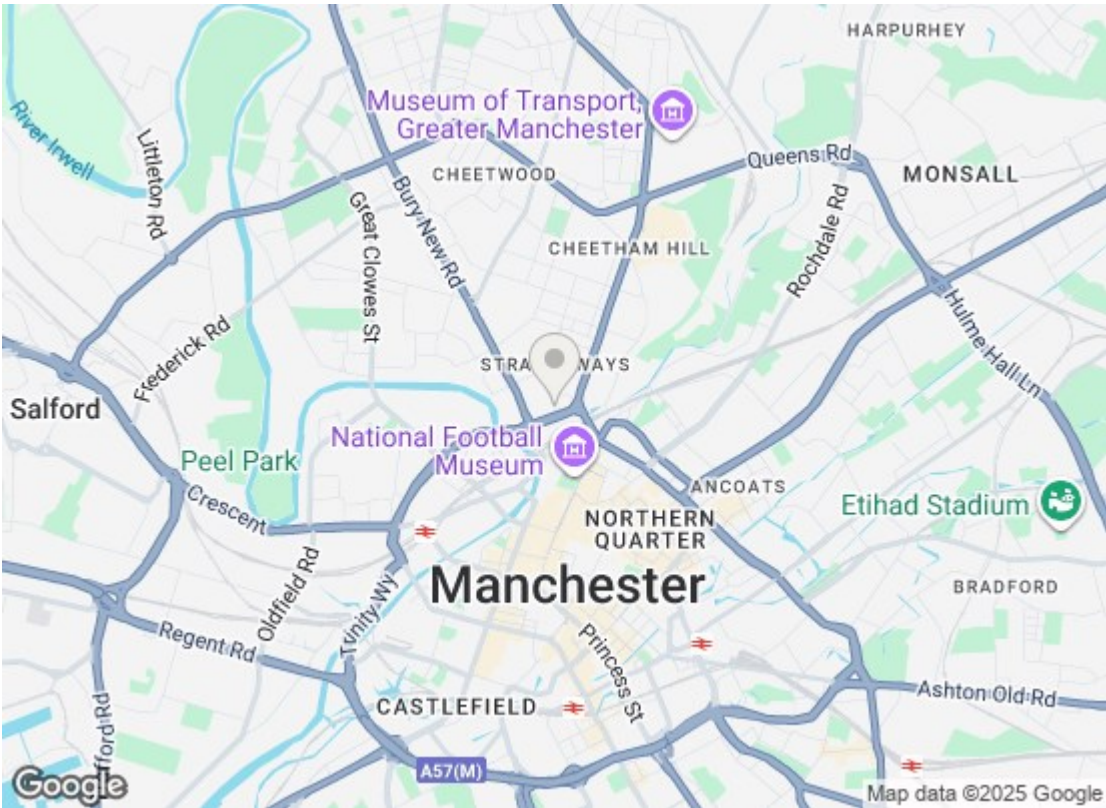 HARPURHEY
Museum of Transport,
Greater Manchester
River Irwell
Littleton Rd
CHEETWOOD
Queens Rd
MONSALL
Great Clowes St
Bury New Rd
CHEETHAM HILL
Rochdale Rd
Hulme Hall Ln
Frederick Rd
STRA WAYS
Salford
National Football
Museum
Peel Park
Crescent
ANCOATS
Etihad Stadium
NORTHERN
QUARTER
Manchester
BRADFORD
Oldfield Rd
Trinity Wy
Regent Rd
Princess St
CASTLEFIELD
Ashton Old Rd
fford Rd
A57(M)
Google
Map data ©2025 Google